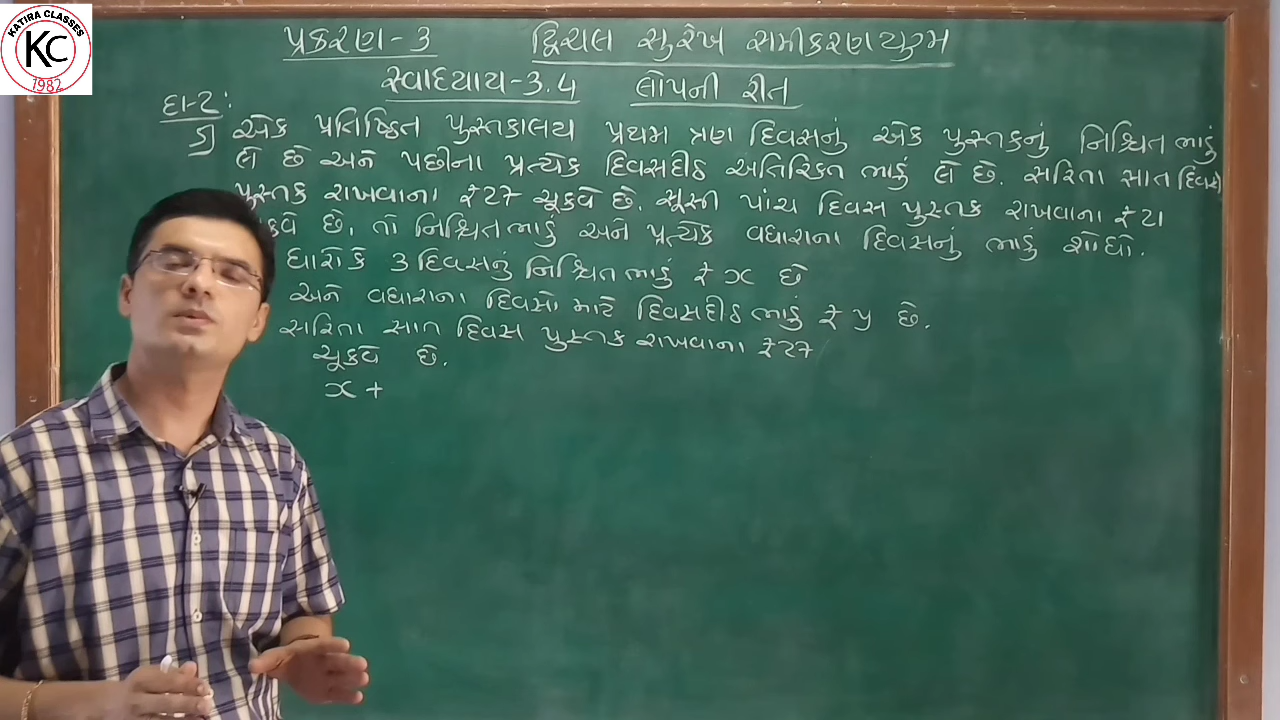 KATIRA CLASSES
KC
1982
પ્રકરણ-3 દ્વિચલ સુરેખ સમીકરણયુગ્મ
સ્વાધ્યાય-3.4 લોપની રીત
દા-2:
5) એક પ્રતિષ્ઠિત પુસ્તકાલય પ્રથમ ત્રણ દિવસનું એક પુસ્તકનું નિશ્ચિત ભાડું
લે છે અને પછીના પ્રત્યેક દિવસદીઠ અતિરિક્ત ભાડું લે છે. સરિતા સાત દિવસ
પુસ્તક રાખવાના ₹27 ચૂકવે છે. સૂસી પાંચ દિવસ પુસ્તક રાખવાના ₹21
કવે છે, તો નિશ્ચિત ભાડું અને પ્રત્યેક વધારાના દિવસનું ભાડું શોધો.
ધારોકે 3 દિવસનું નિશ્ચિત ભાડું ₹ x છે
અને વધારાના દિવસો માટે દિવસદીઠ ભાડું ₹ y છે.
સરિતા સાત દિવસ પુસ્તક રાખવાના ₹27
ચૂકવે છે.
x +